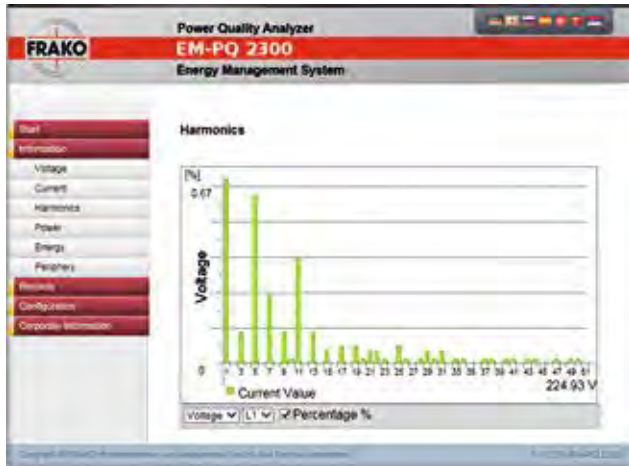 Power Quality Analyzer
FRAKO
EM-PQ 2300
Energy Management System
Start
Information
Voltage
Current
Harmonics
Power
Energy
Periphery
Records
Configuration
Corporate Information
Harmonics
[%]
0.67
Voltage
0
1 3 5 7 9 11 13 15 17 19 21 23 25 27 29 31 33 35 37 39 41 43 45 47 49 51
224.93 V
Current Value
Voltage L1 Percentage %